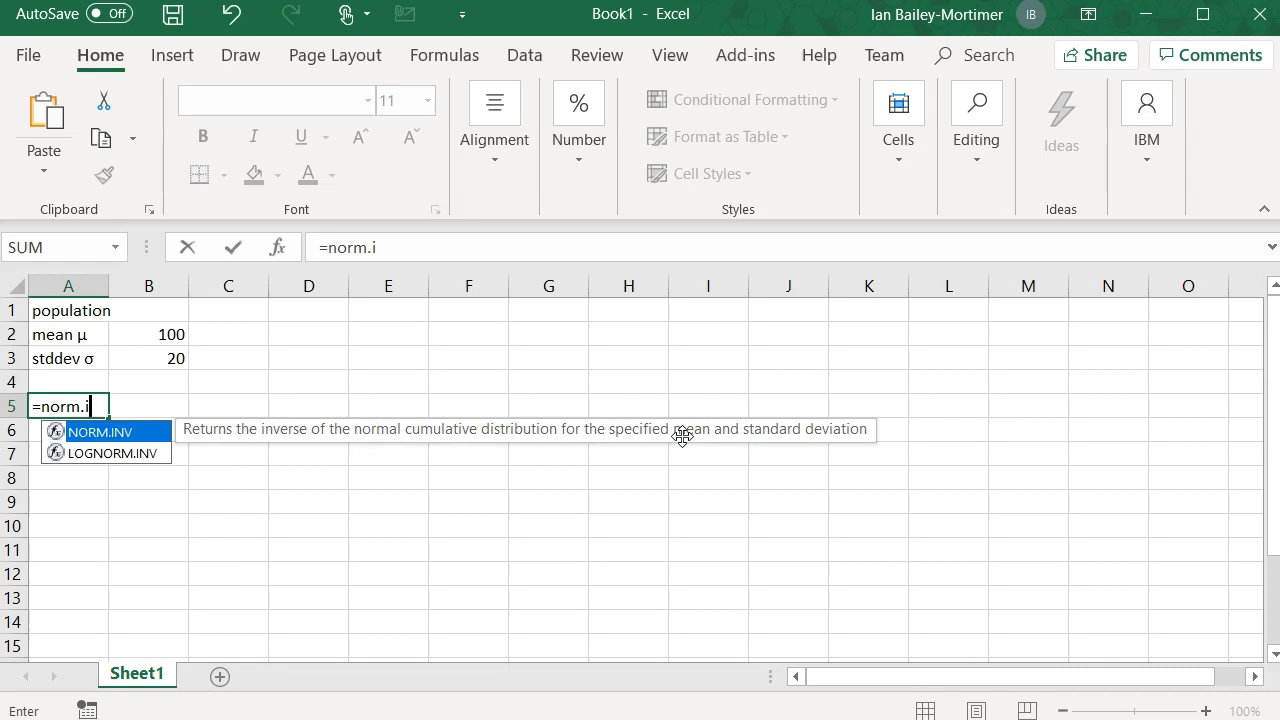 AutoSave Off Book1 - Excel Ian Bailey-Mortimer IB
File Home Insert Draw Page Layout Formulas Data Review View Add-ins Help Team Search Share Comments
Paste
Clipboard
11
B I U A A
A
Font
Alignment
%
Number
Conditional Formatting
Format as Table
Cell Styles
Styles
Cells
Editing
Ideas
Ideas
IBM
SUM fx =norm.i
A B C D E F G H I J K L M N O
1 population
2 mean μ 100
3 stddev σ 20
4
5 =norm.i
6 NORM.INV Returns the inverse of the normal cumulative distribution for the specified mean and standard deviation
7 LOGNORM.INV
8
9
10
11
12
13
14
15
Sheet1
Enter 100%